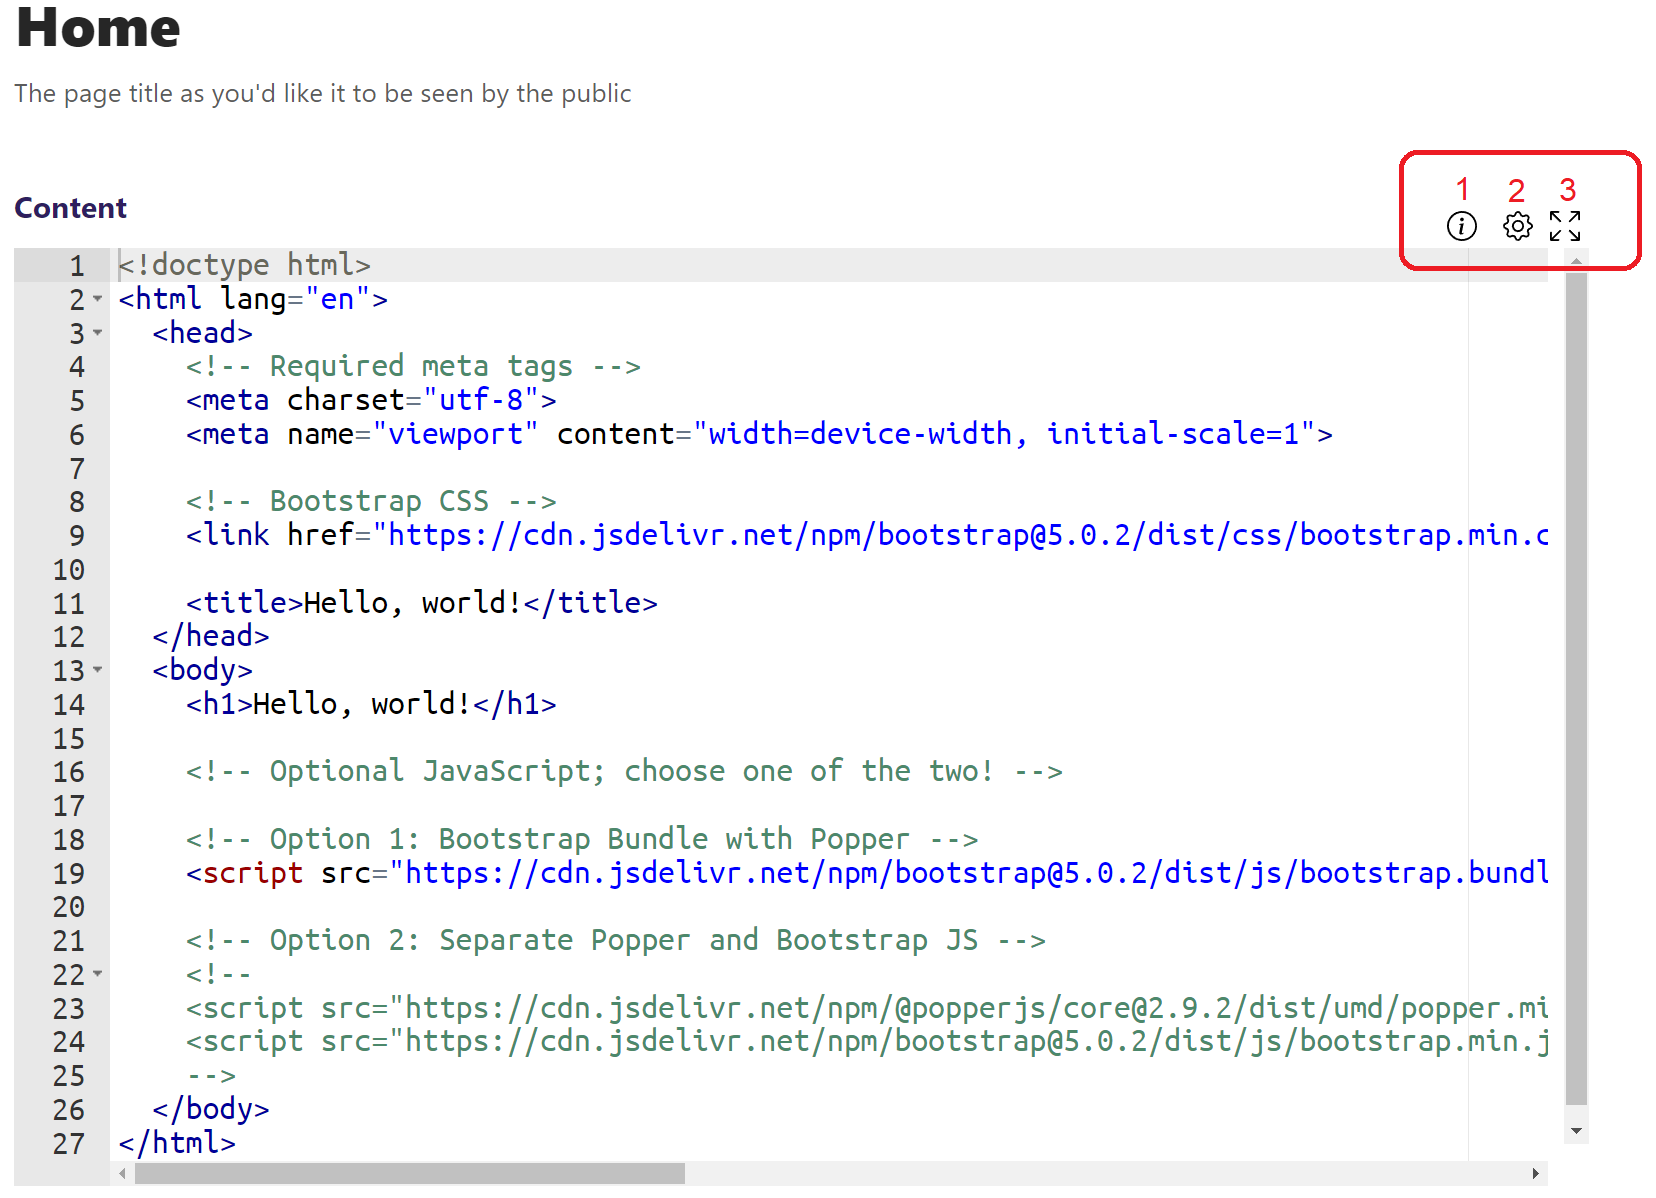 Home
The page title as you'd like it to be seen by the public
1 2 3
Content
1 <!doctype html>
2 <html lang="en">
3   <head>
4     <!-- Required meta tags -->
5     <meta charset="utf-8">
6     <meta name="viewport" content="width=device-width, initial-scale=1">
7
8     <!-- Bootstrap CSS -->
9     <link href="https://cdn.jsdelivr.net/npm/bootstrap@5.0.2/dist/css/bootstrap.min.c
10
11     <title>Hello, world!</title>
12   </head>
13   <body>
14     <h1>Hello, world!</h1>
15
16     <!-- Optional JavaScript; choose one of the two! -->
17
18     <!-- Option 1: Bootstrap Bundle with Popper -->
19     <script src="https://cdn.jsdelivr.net/npm/bootstrap@5.0.2/dist/js/bootstrap.bundl
20
21     <!-- Option 2: Separate Popper and Bootstrap JS -->
22     <!--
23     <script src="https://cdn.jsdelivr.net/npm/@popperjs/core@2.9.2/dist/umd/popper.mi
24     <script src="https://cdn.jsdelivr.net/npm/bootstrap@5.0.2/dist/js/bootstrap.min.j
25     -->
26   </body>
27 </html>